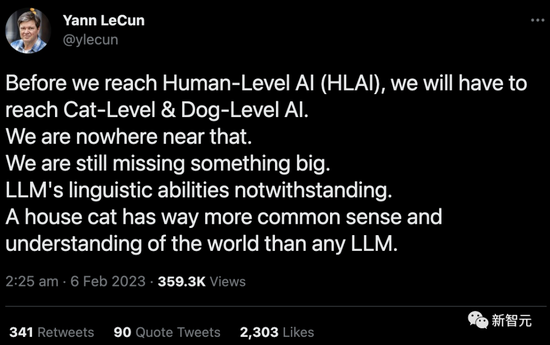 Yann LeCun
@ylecun
Before we reach Human-Level AI (HLAI), we will have to
reach Cat-Level & Dog-Level AI.
We are nowhere near that.
We are still missing something big.
LLM's linguistic abilities notwithstanding.
A house cat has way more common sense and
understanding of the world than any LLM.
2:25 am · 6 Feb 2023 · 359.3K Views
341 Retweets 90 Quote Tweets 2,303 Likes
新智元